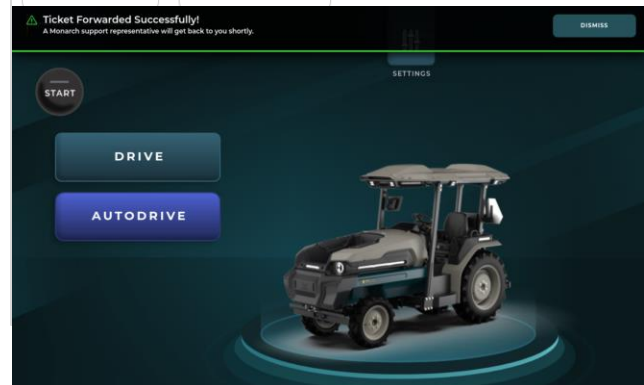 Ticket Forwarded Successfully!
A Monarch support representative will get back to you shortly.
DISMISS
SETTINGS
START
DRIVE
AUTODRIVE